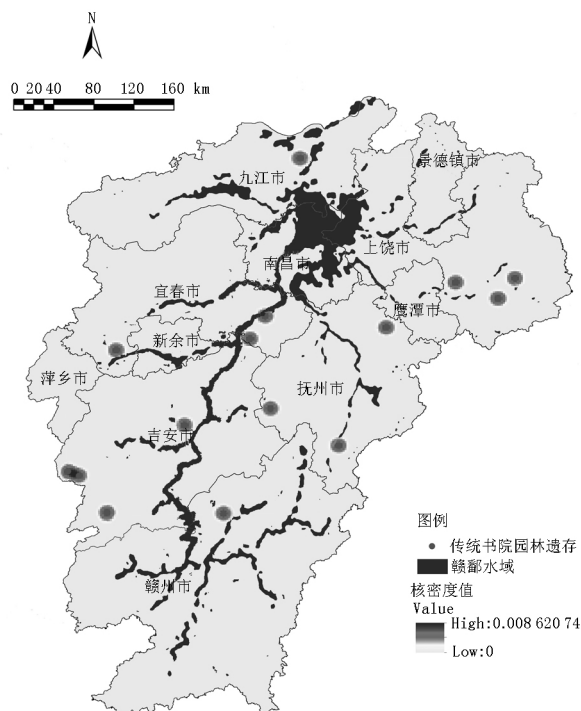 N
0 20 40 80 120 160 km
景德镇市
九江市
上饶市
南昌市
宜春市
鹰潭市
新余市
萍乡市
抚州市
吉安市
赣州市
图例
传统书院园林遗存
赣鄱水域
核密度值
Value
High:0.008 620 74
Low:0